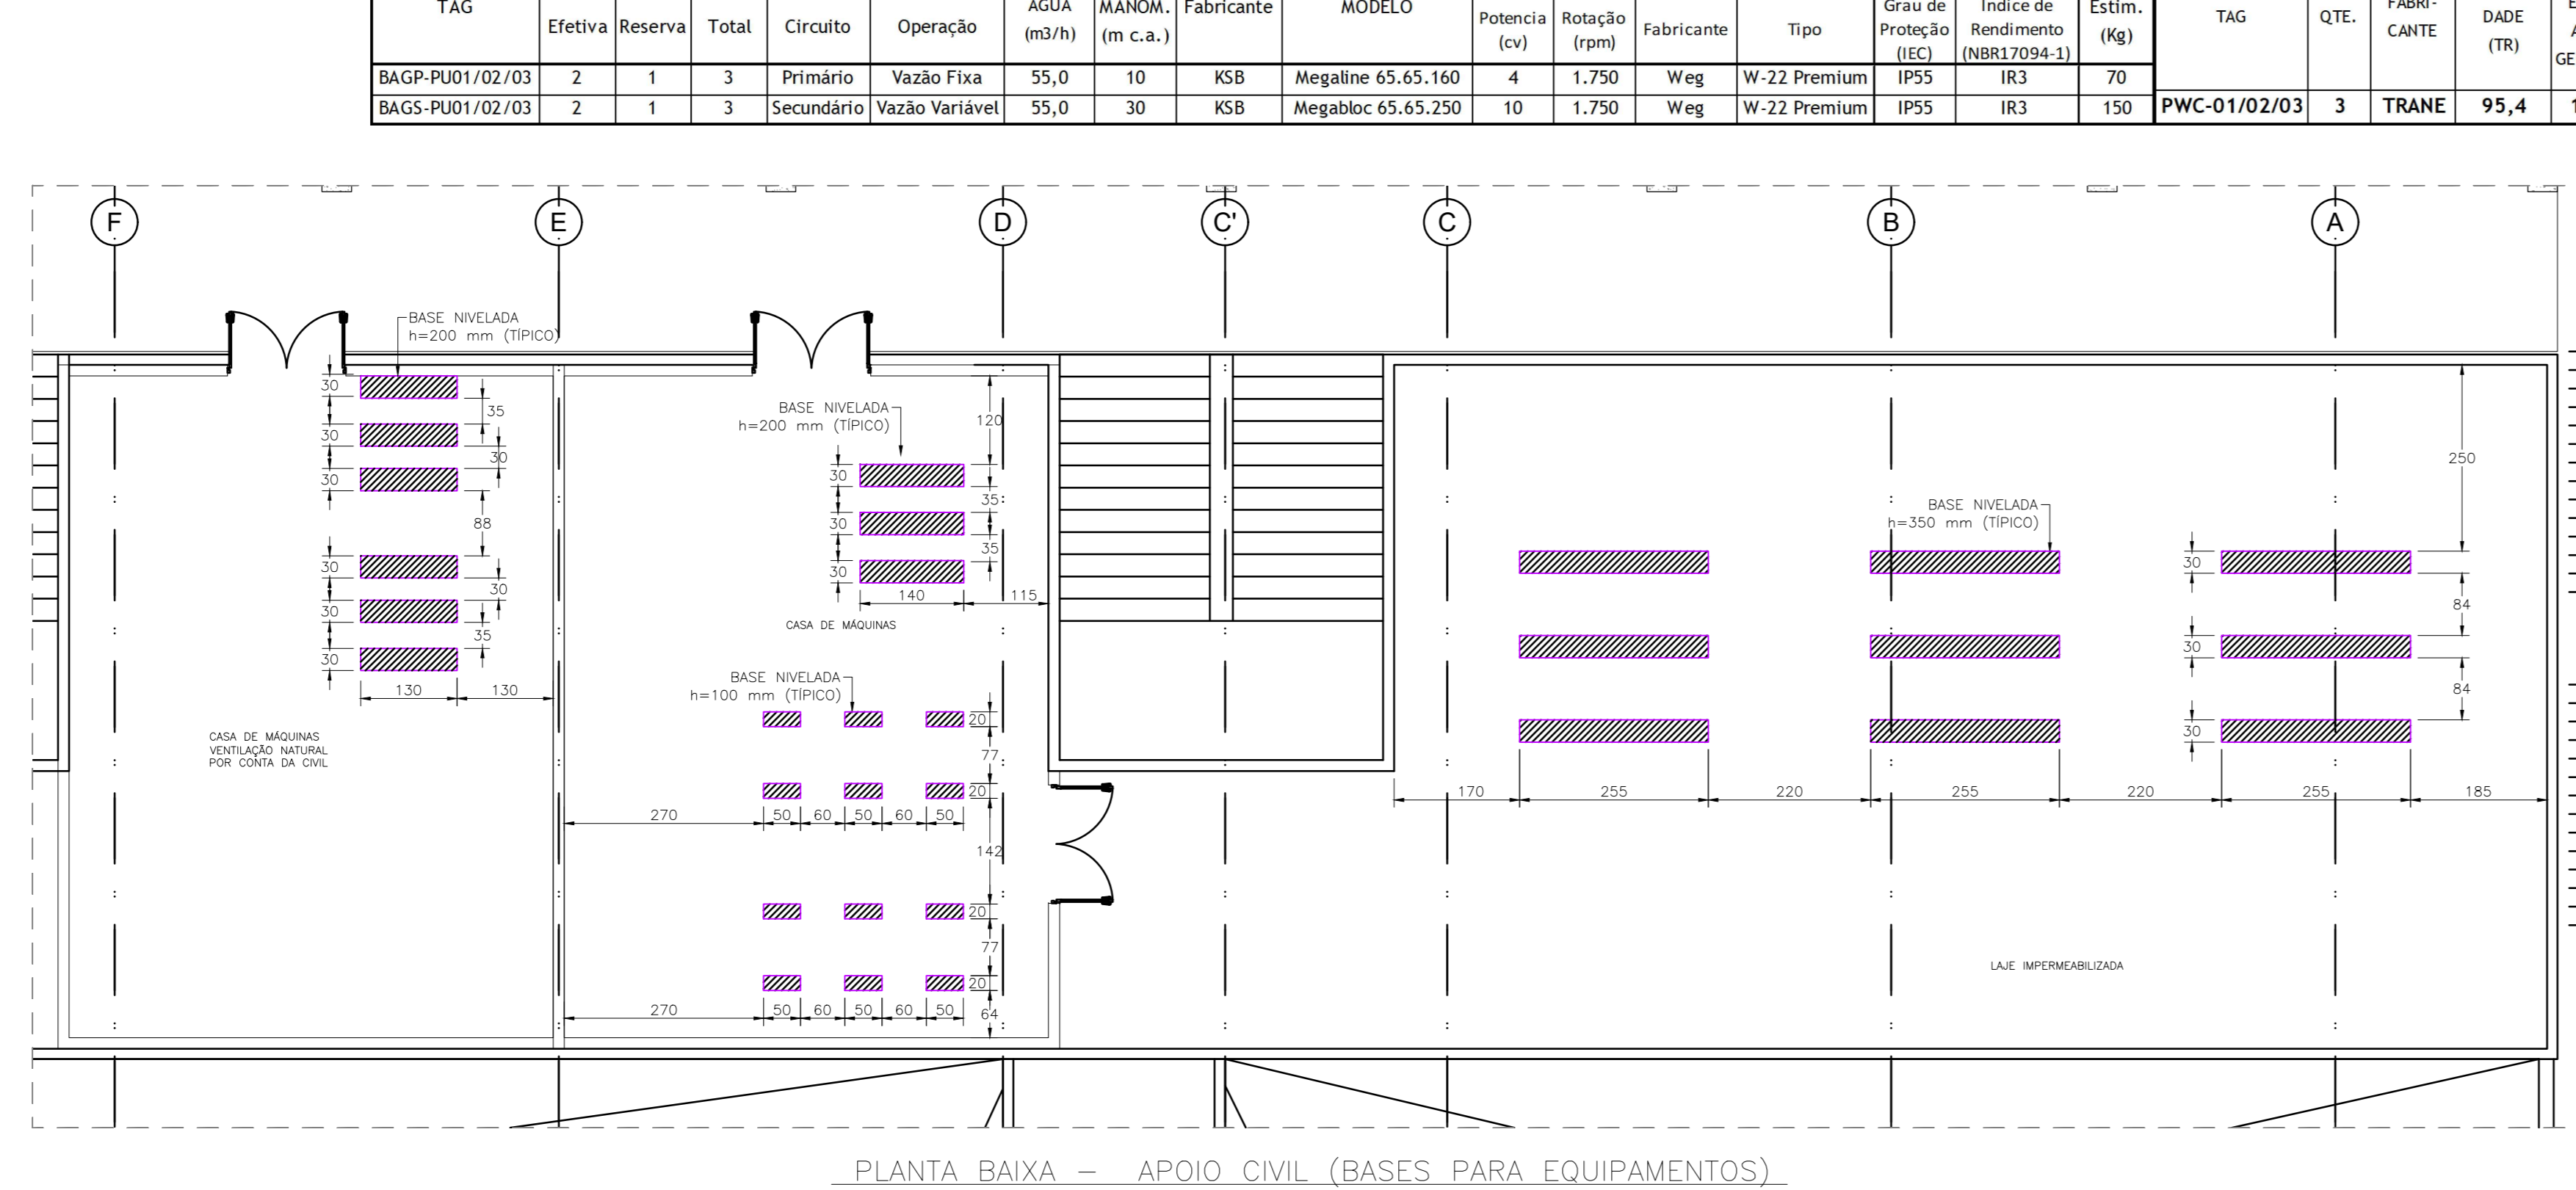 TAG Efetiva Reserva Total Circuito Operação ÁGUA (m3/h) MANOM. (m c.a.) Fabricante MODELO Potencia (cv) Rotação (rpm) Fabricante Tipo Grau de Proteção (IEC) Indice de Rendimento (NBR17094-1) Estim. (Kg) TAG QTE. FABRI-CANTE DADE (TR)
BAGP-PU01/02/03 2 1 3 Primário Vazão Fixa 55,0 10 KSB Megaline 65.65.160 4 1.750 Weg W-22 Premium IP55 IR3 70
BAGS-PU01/02/03 2 1 3 Secundário Vazão Variável 55,0 30 KSB Megabloc 65.65.250 10 1.750 Weg W-22 Premium IP55 IR3 150 PWC-01/02/03 3 TRANE 95,4
F E D C' C B A
BASE NIVELADA
h=200 mm (TÍPICO)
30
35
30
30
30
88
30
30
30
35
30
130 130
CASA DE MÁQUINAS
VENTILAÇÃO NATURAL
POR CONTA DA CIVIL
BASE NIVELADA
h=200 mm (TÍPICO)
120
30
35
30
35
30
140 115
CASA DE MÁQUINAS
BASE NIVELADA
h=100 mm (TÍPICO)
20
77
20
270 50 60 50 60 50
142
20
77
20
270 50 60 50 60 50
64
250
BASE NIVELADA
h=350 mm (TÍPICO)
30
84
30
84
30
170 255 220 255 220 255 185
LAJE IMPERMEABILIZADA
PLANTA BAIXA – APOIO CIVIL (BASES PARA EQUIPAMENTOS)